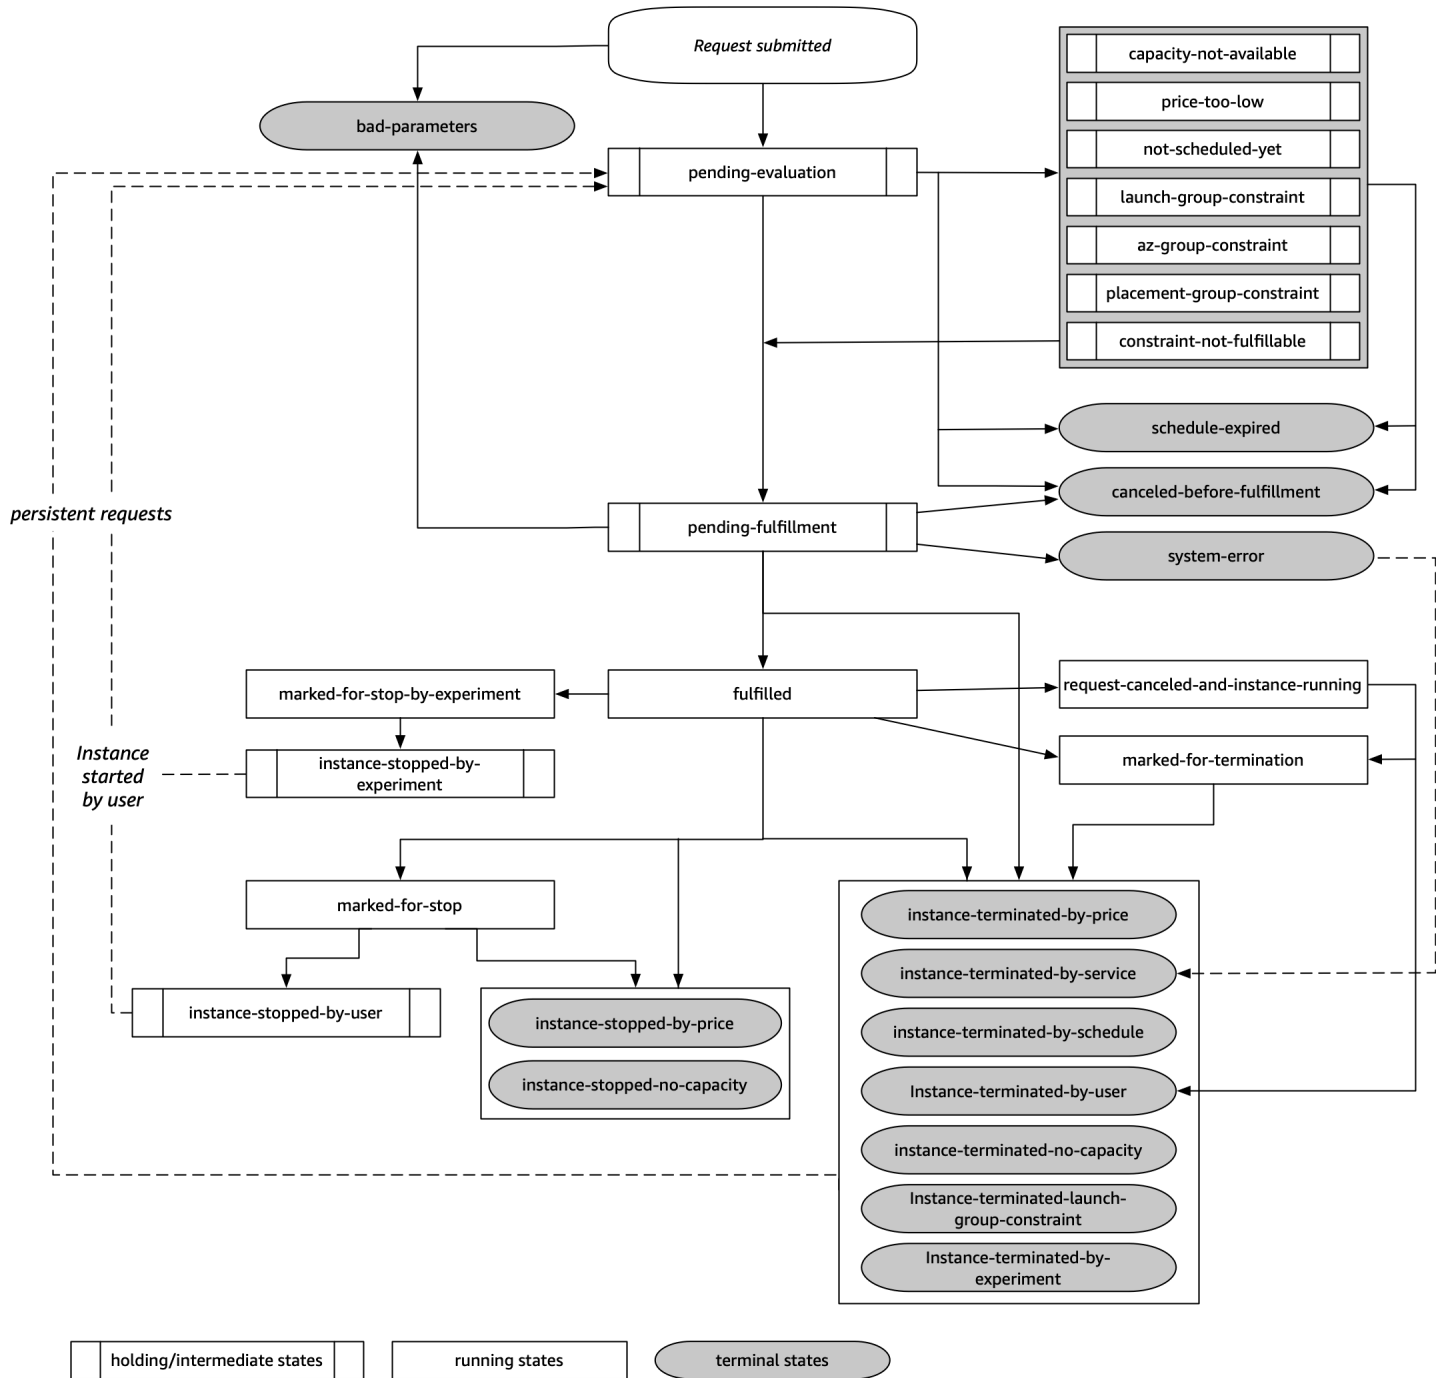 Request submitted
bad-parameters
pending-evaluation
capacity-not-available
price-too-low
not-scheduled-yet
launch-group-constraint
az-group-constraint
placement-group-constraint
constraint-not-fulfillable
schedule-expired
canceled-before-fulfillment
system-error
persistent requests
pending-fulfillment
marked-for-stop-by-experiment
fulfilled
request-canceled-and-instance-running
marked-for-termination
Instance
started
by user
instance-stopped-by-
experiment
marked-for-stop
instance-stopped-by-user
instance-stopped-by-price
instance-stopped-no-capacity
instance-terminated-by-price
instance-terminated-by-service
instance-terminated-by-schedule
Instance-terminated-by-user
instance-terminated-no-capacity
Instance-terminated-launch-
group-constraint
Instance-terminated-by-
experiment
holding/intermediate states
running states
terminal states